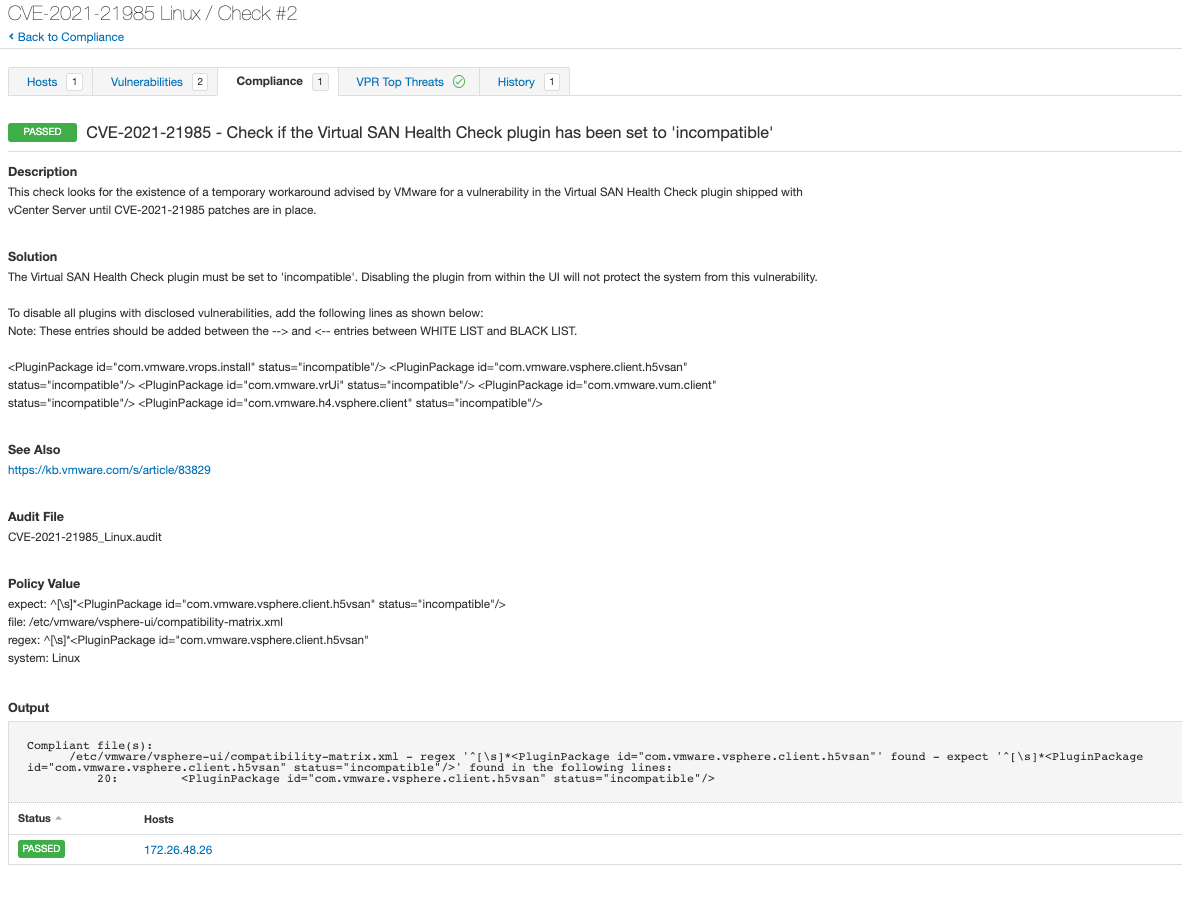 CVE-2021-21985 Linux / Check #2
Back to Compliance
Hosts 1 Vulnerabilities 2 Compliance 1 VPR Top Threats History 1
PASSED CVE-2021-21985 - Check if the Virtual SAN Health Check plugin has been set to 'incompatible'
Description
This check looks for the existence of a temporary workaround advised by VMware for a vulnerability in the Virtual SAN Health Check plugin shipped with
vCenter Server until CVE-2021-21985 patches are in place.
Solution
The Virtual SAN Health Check plugin must be set to 'incompatible'. Disabling the plugin from within the UI will not protect the system from this vulnerability.
To disable all plugins with disclosed vulnerabilities, add the following lines as shown below:
Note: These entries should be added between the --> and <-- entries between WHITE LIST and BLACK LIST.
<PluginPackage id="com.vmware.vrops.install" status="incompatible"/> <PluginPackage id="com.vmware.vsphere.client.h5vsan"
status="incompatible"/> <PluginPackage id="com.vmware.vrUi" status="incompatible"/> <PluginPackage id="com.vmware.vum.client"
status="incompatible"/> <PluginPackage id="com.vmware.h4.vsphere.client" status="incompatible"/>
See Also
https://kb.vmware.com/s/article/83829
Audit File
CVE-2021-21985_Linux.audit
Policy Value
expect: ^[\s]*<PluginPackage id="com.vmware.vsphere.client.h5vsan" status="incompatible"/>
file: /etc/vmware/vsphere-ui/compatibility-matrix.xml
regex: ^[\s]*<PluginPackage id="com.vmware.vsphere.client.h5vsan"
system: Linux
Output
Compliant file(s):
/etc/vmware/vsphere-ui/compatibility-matrix.xml - regex '^[\s]*<PluginPackage id="com.vmware.vsphere.client.h5vsan"' found - expect '^[\s]*<PluginPackage
id="com.vmware.vsphere.client.h5vsan" status="incompatible"/>' found in the following lines:
20: <PluginPackage id="com.vmware.vsphere.client.h5vsan" status="incompatible"/>
Status Hosts
PASSED 172.26.48.26